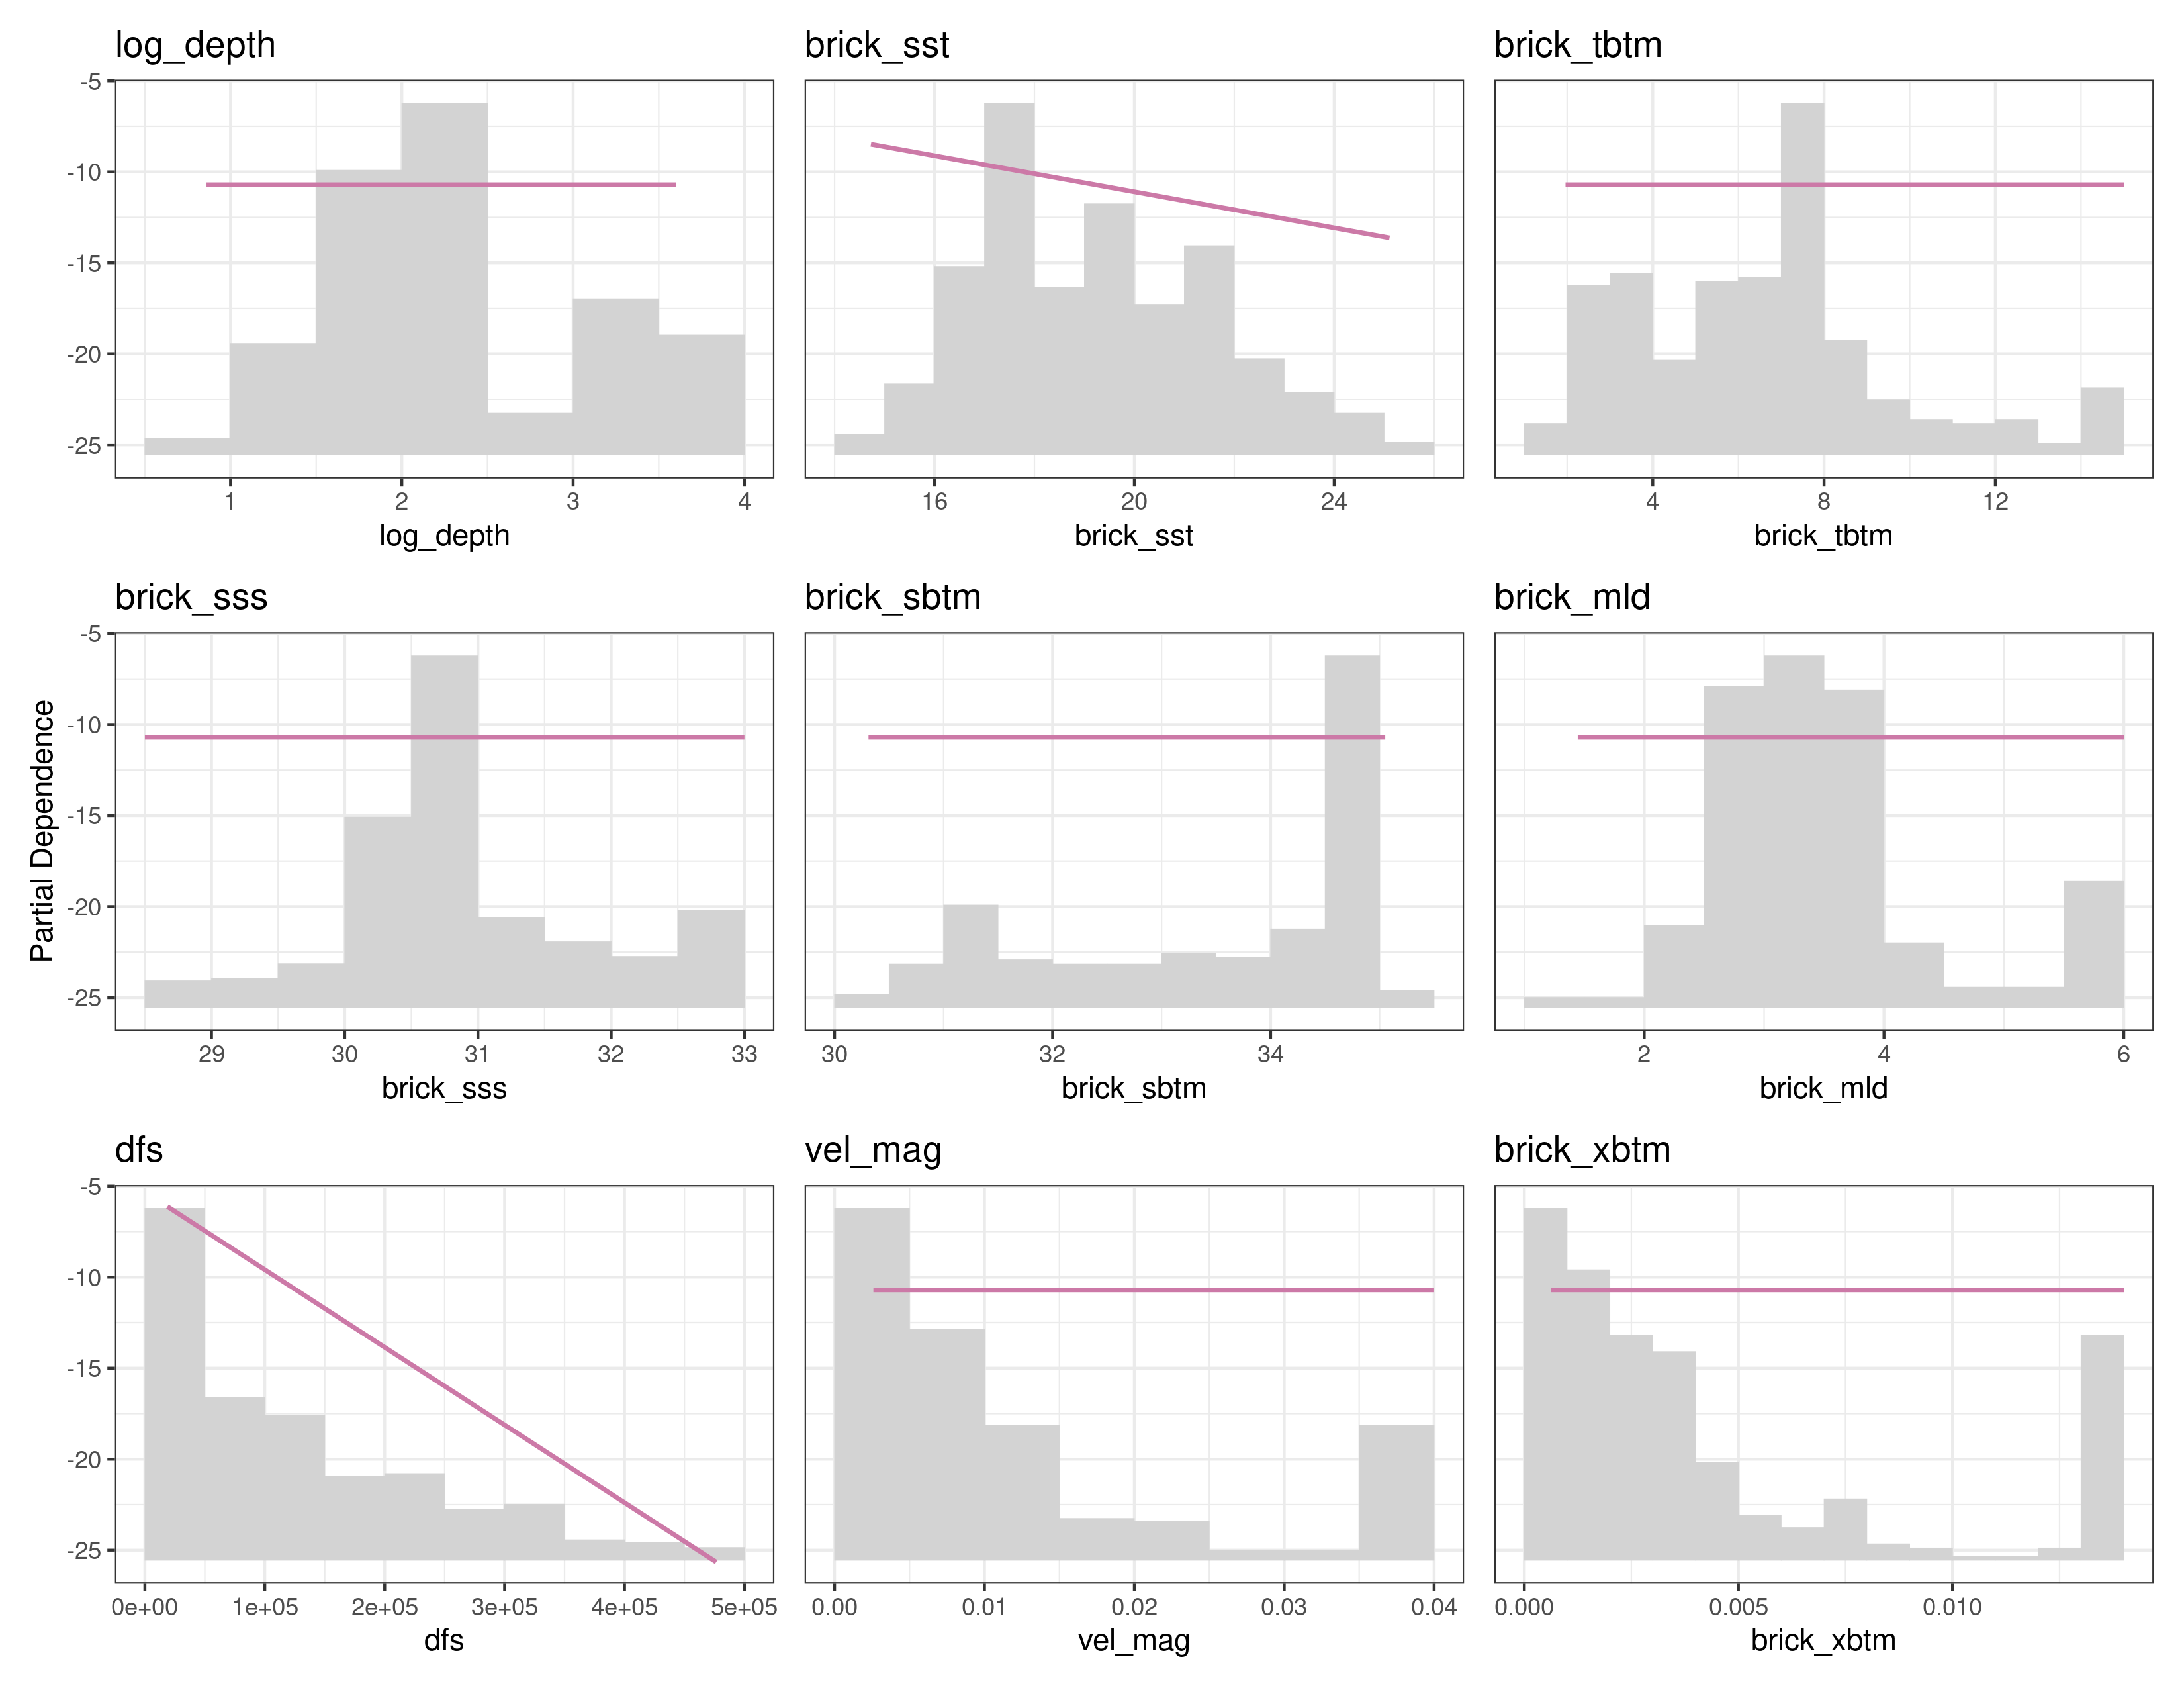 log_depth
brick_sst
brick_tbtm
-5
-10
-15
-20
-25
1 2 3 4
16 20 24
4 8 12
log_depth
brick_sst
brick_tbtm
brick_sss
brick_sbtm
brick_mld
Partial Dependence
-5
-10
-15
-20
-25
29 30 31 32 33
30 32 34
2 4 6
brick_sss
brick_sbtm
brick_mld
dfs
vel_mag
brick_xbtm
-5
-10
-15
-20
-25
0e+00 1e+05 2e+05 3e+05 4e+05 5e+05
0.00 0.01 0.02 0.03 0.04
0.000 0.005 0.010
dfs
vel_mag
brick_xbtm